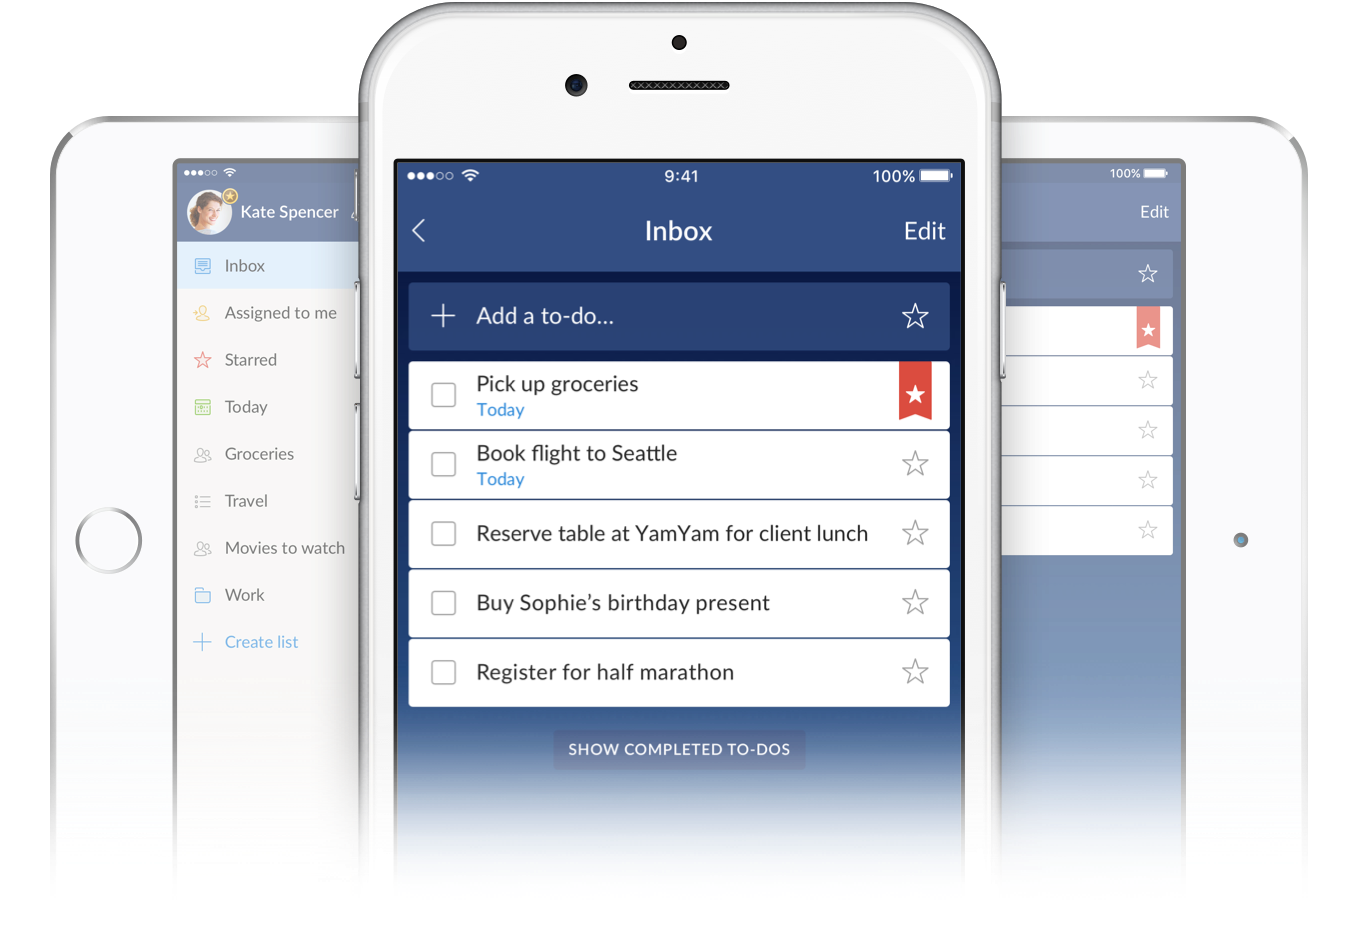 Kate Spencer
Inbox
Assigned to me
Starred
Today
Groceries
Travel
Movies to watch
Work
Create list
9:41
100%
Inbox
Edit
Add a to-do...
Pick up groceries
Today
Book flight to Seattle
Today
Reserve table at YamYam for client lunch
Buy Sophie’s birthday present
Register for half marathon
SHOW COMPLETED TO-DOS
100%
Edit